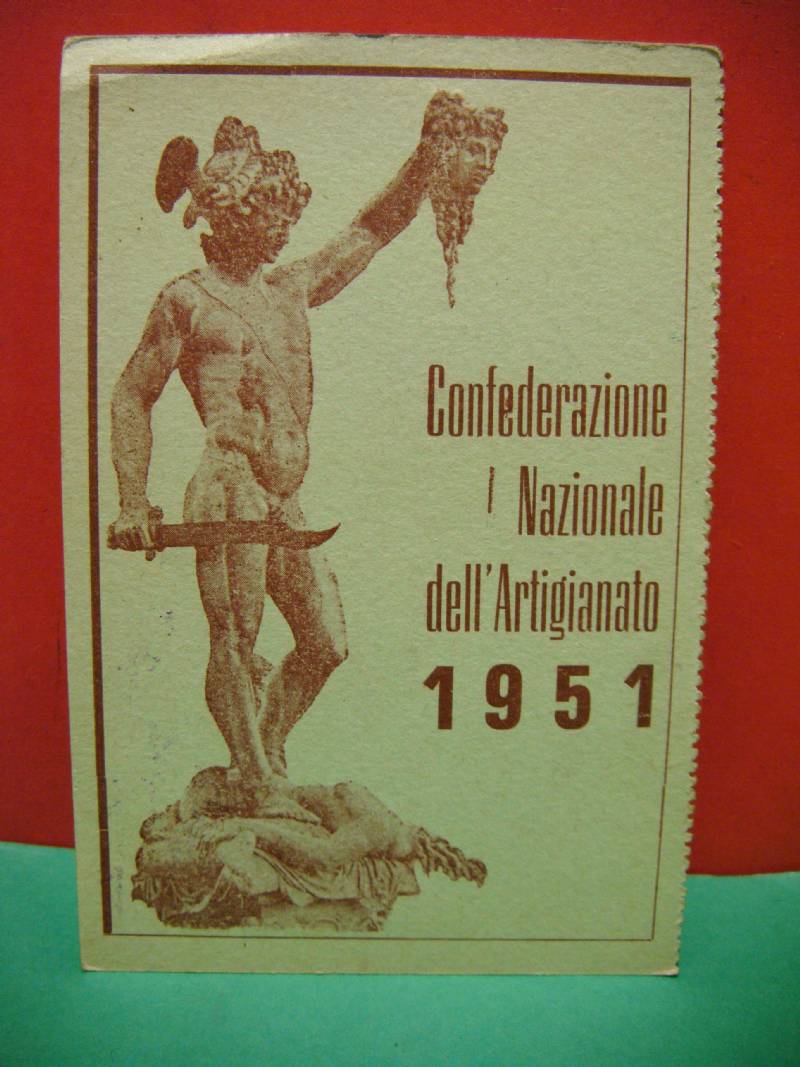 Confederazione
Nazionale
dell'Artigianato
1951